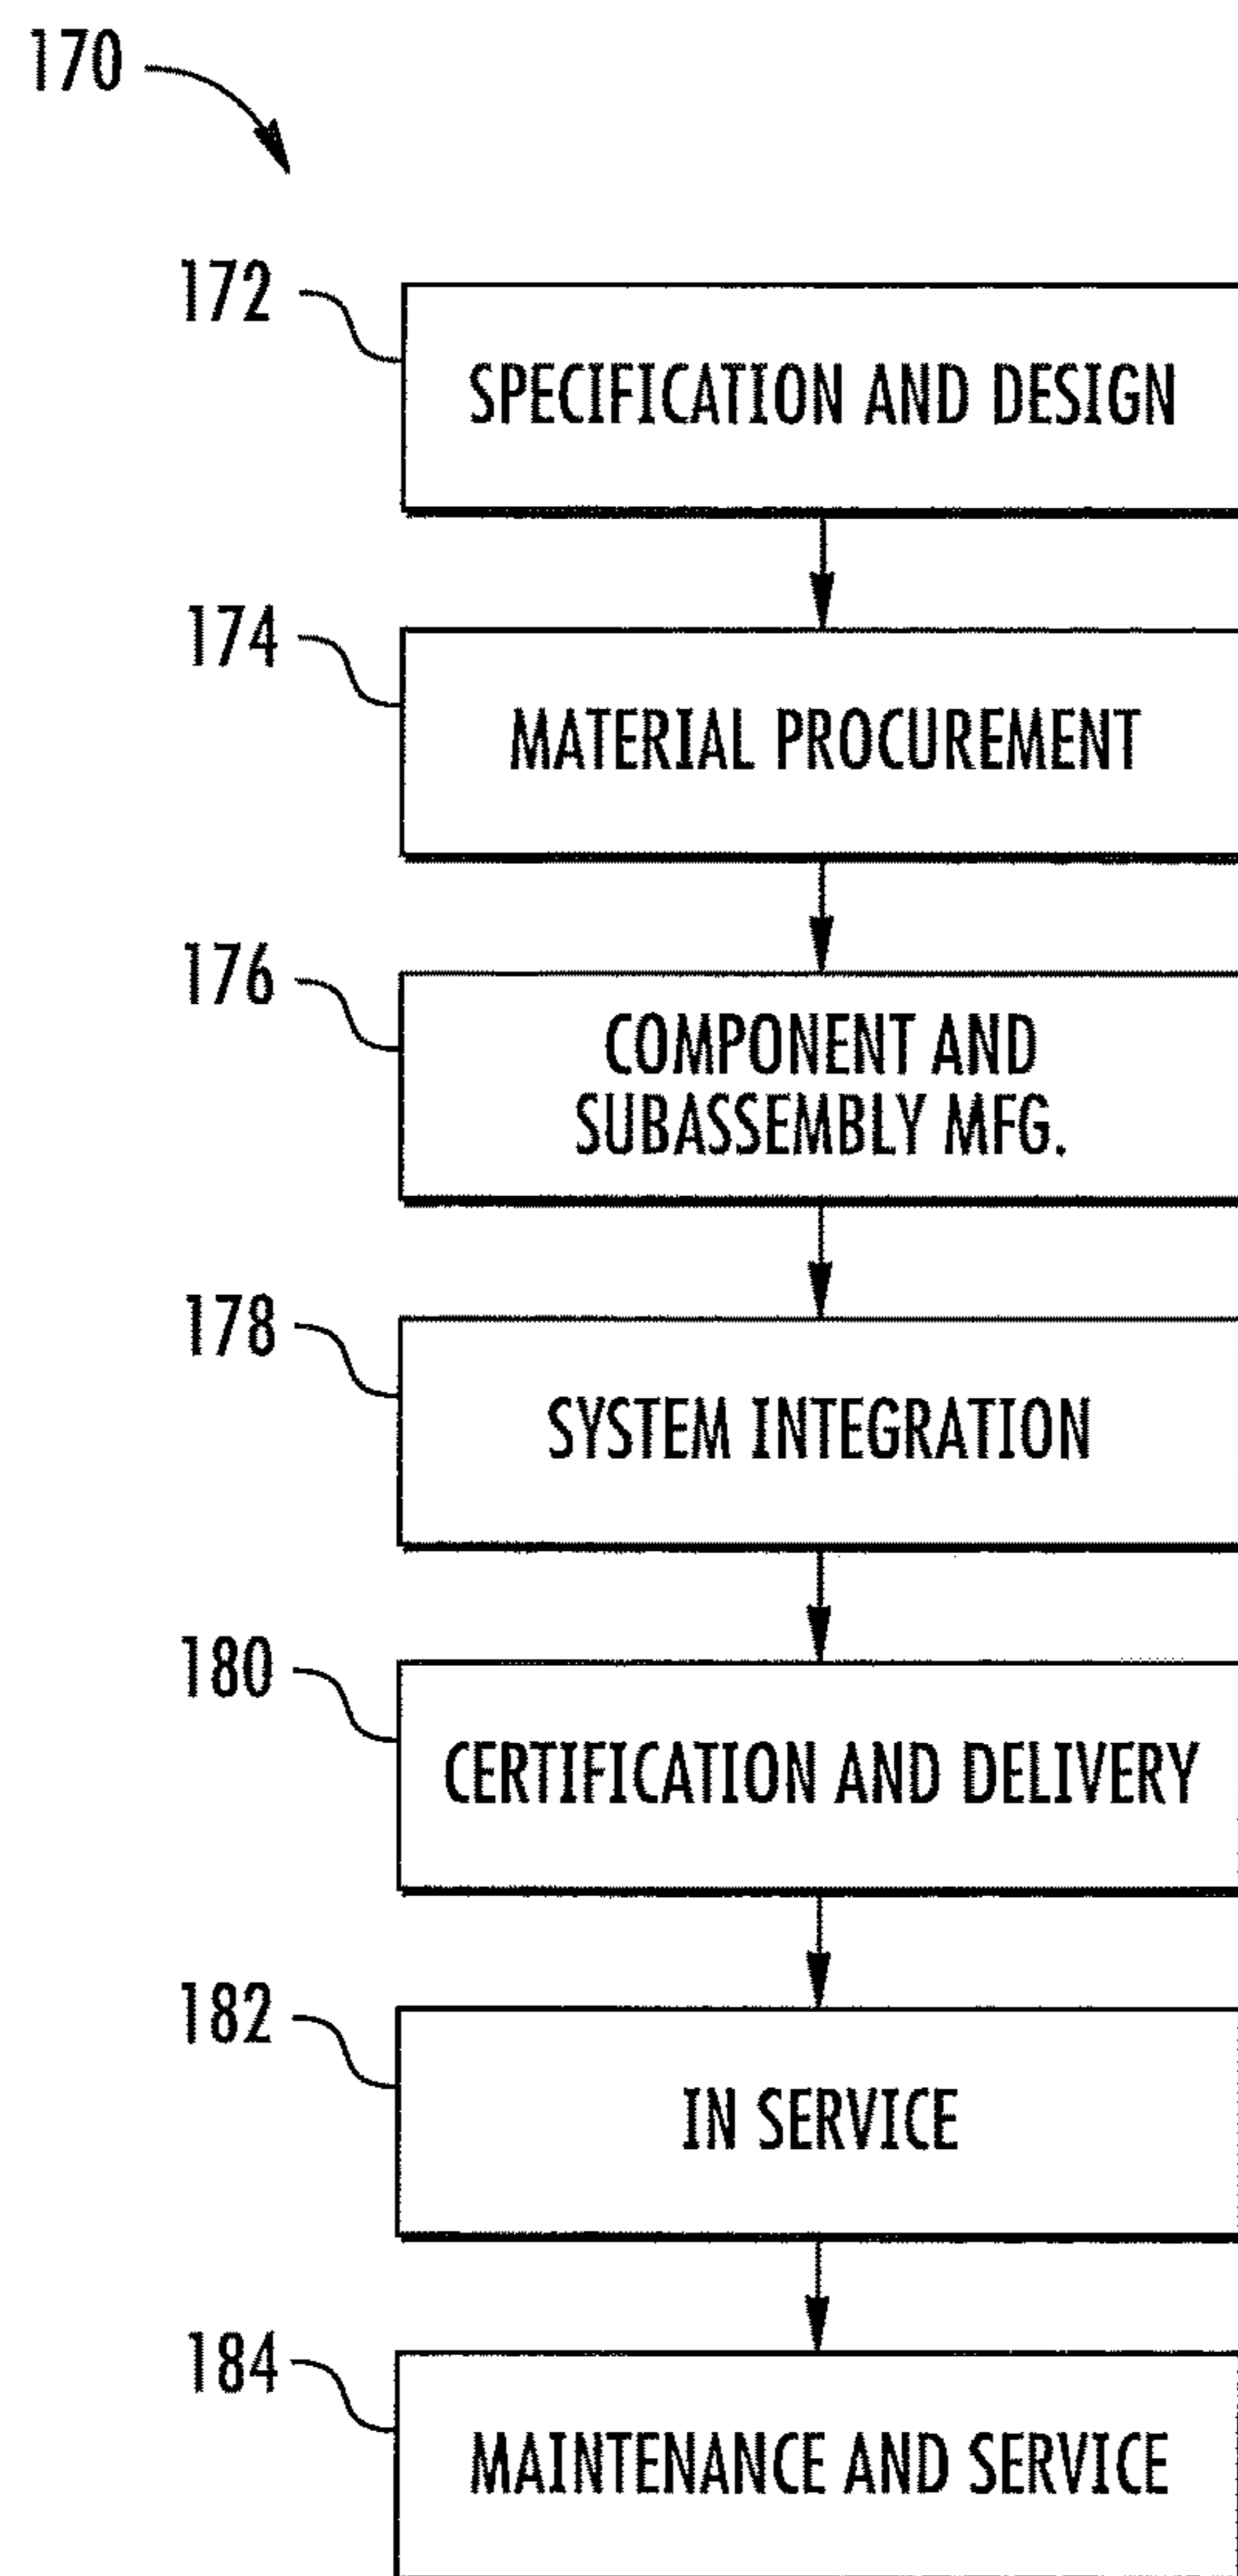 170
172
SPECIFICATION AND DESIGN
174
MATERIAL PROCUREMENT
176
COMPONENT AND
SUBASSEMBLY MFG.
178
SYSTEM INTEGRATION
180
CERTIFICATION AND DELIVERY
182
IN SERVICE
184
MAINTENANCE AND SERVICE